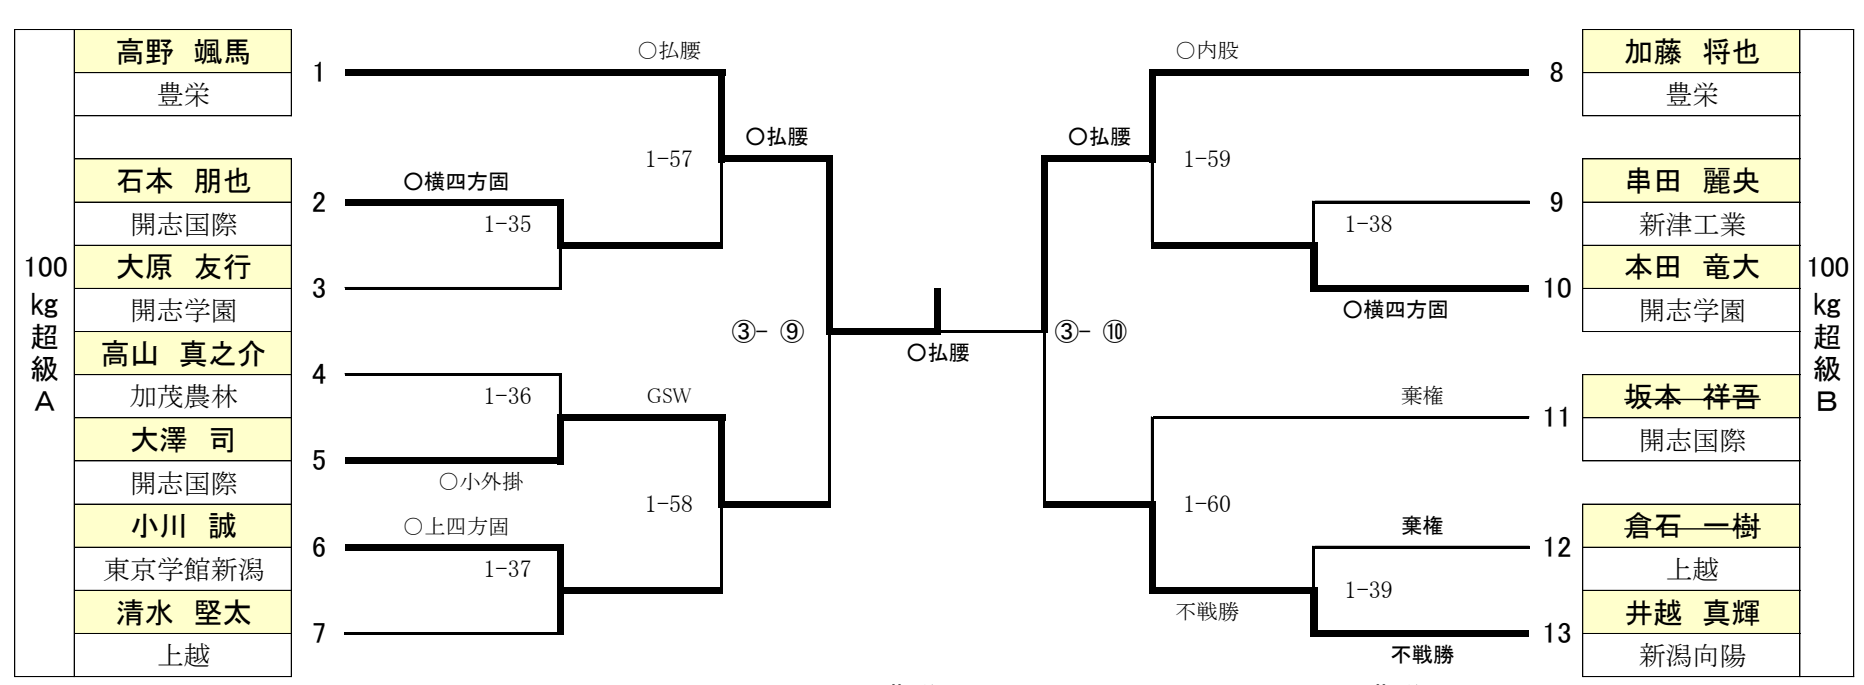 100
kg
超
級
A
高野 颯馬
豊栄
石本 朋也
開志国際
大原 友行
開志学園
高山 真之介
加茂農林
大澤 司
開志国際
小川 誠
東京学館新潟
清水 堅太
上越
1
2
3
4
5
6
7
○払腰
1-57
○払腰
○横四方固
1-35
③- ⑨
1-36
GSW
○小外掛
1-58
○上四方固
1-37
○払腰
○内股
○払腰
1-59
1-38
○横四方固
③- ⑩
棄権
1-60
棄権
1-39
不戦勝
不戦勝
8
9
10
11
12
13
加藤 将也
豊栄
串田 麗央
新津工業
本田 竜大
開志学園
坂本 祥吾
開志国際
倉石 一樹
上越
井越 真輝
新潟向陽
100
kg
超
級
B